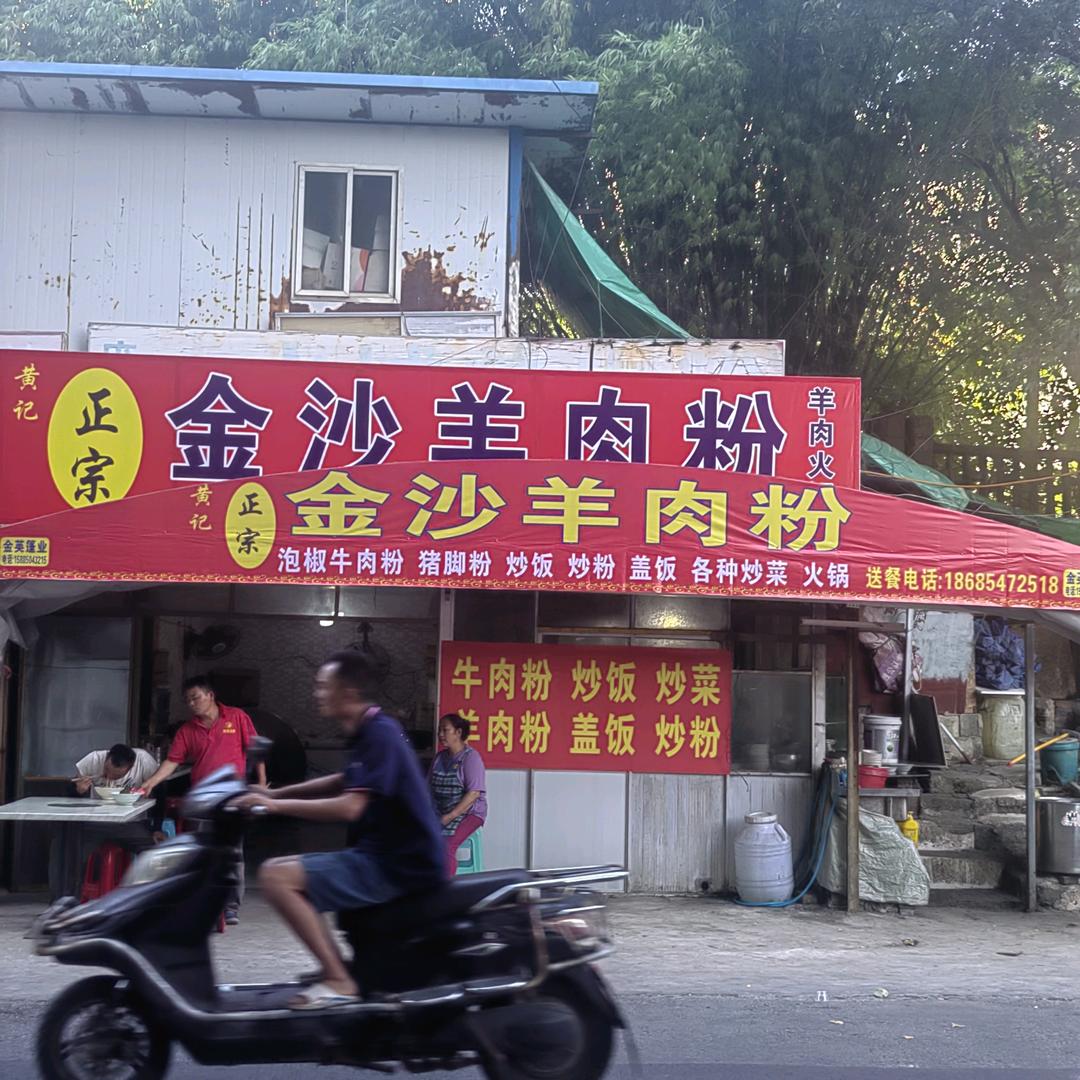 黄记
正宗
金沙羊肉粉
羊肉火
黄记
正宗
金沙羊肉粉
泡椒牛肉粉 猪脚粉 炒饭 炒粉 盖饭 各种炒菜 火锅
送餐电话:18685472518
金英篷业
牛肉粉 炒饭 炒菜
羊肉粉 盖饭 炒粉